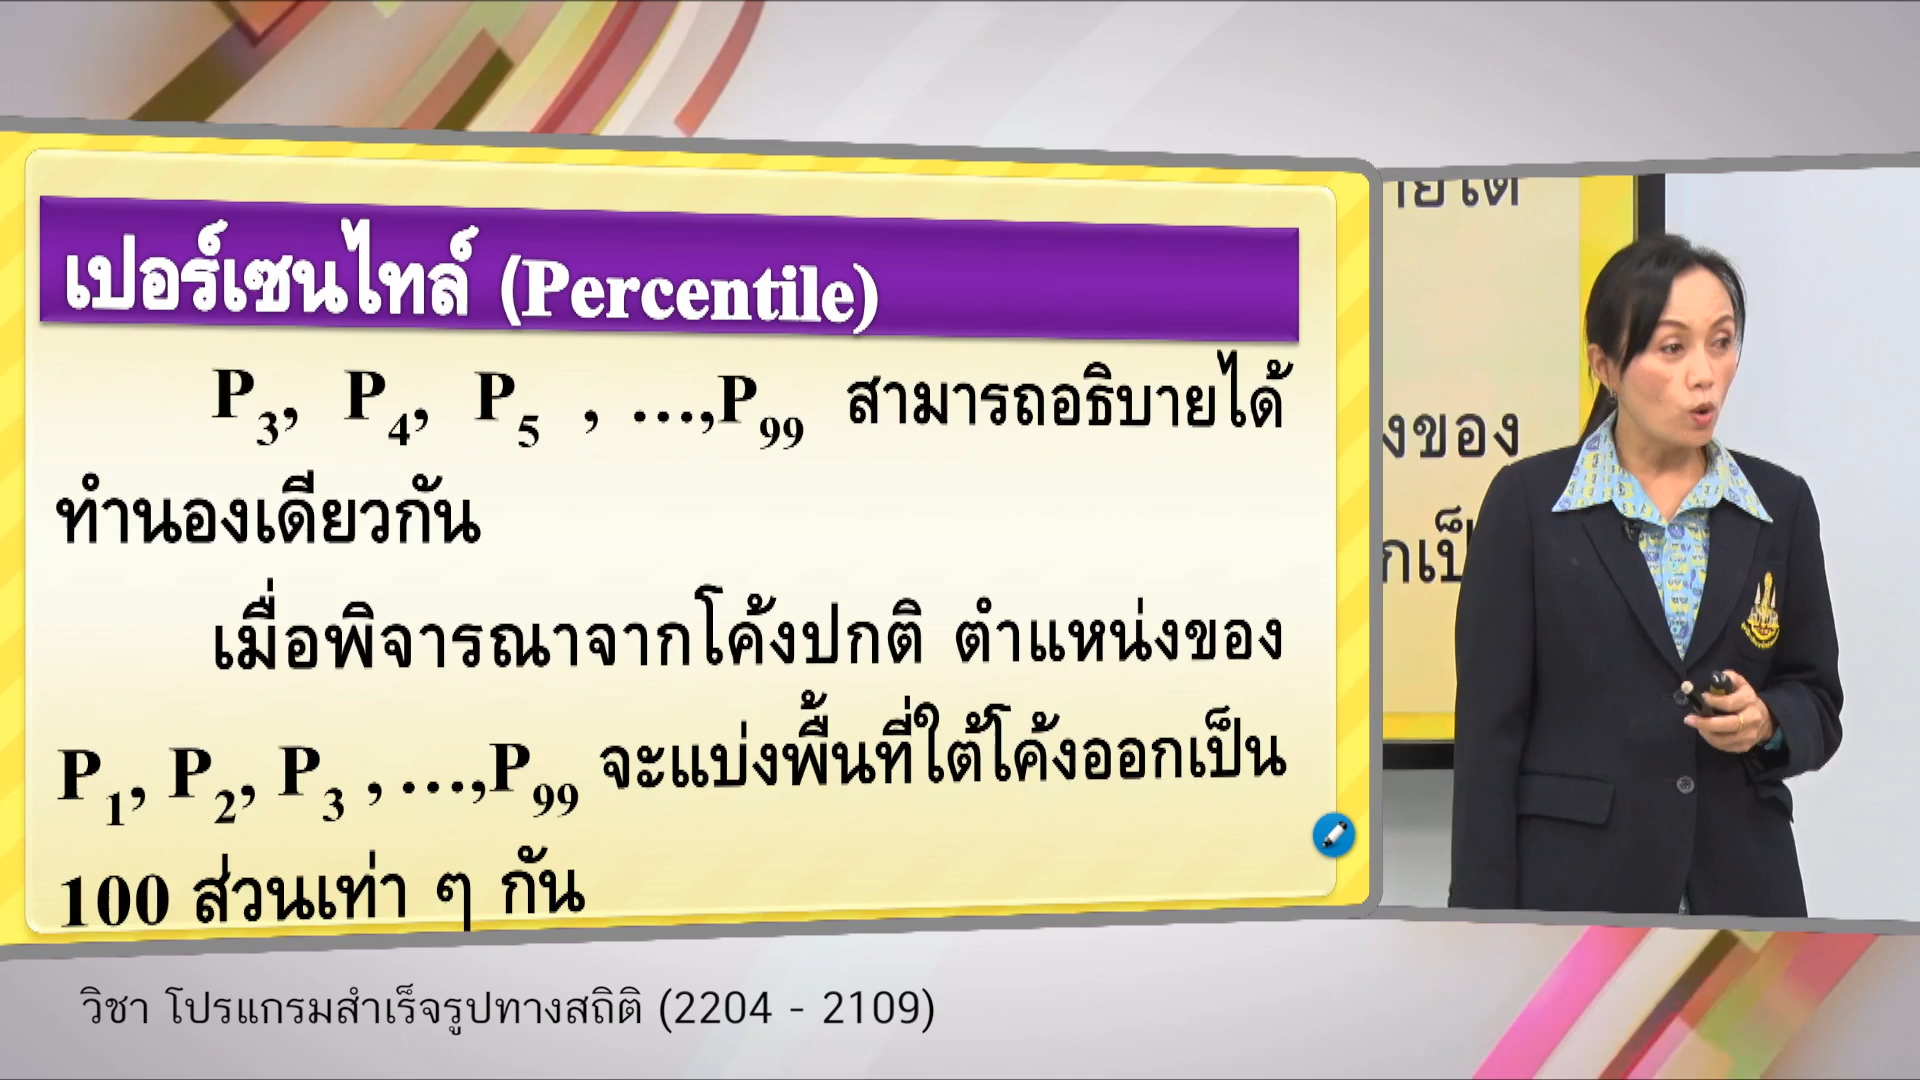 เปอร์เซนไทล์ (Percentile)
P3, P4, P5 , ...,P99 สามารถอธิบายได้
ทำนองเดียวกัน
เมื่อพิจารณาจากโค้งปกติ ตำแหน่งของ
P1, P2, P3 , ...,P99 จะแบ่งพื้นที่ใต้โค้งออกเป็น
100 ส่วนเท่า ๆ กัน
วิชา โปรแกรมสำเร็จรูปทางสถิติ (2204 - 2109)
ายได้
งของ
กเป็